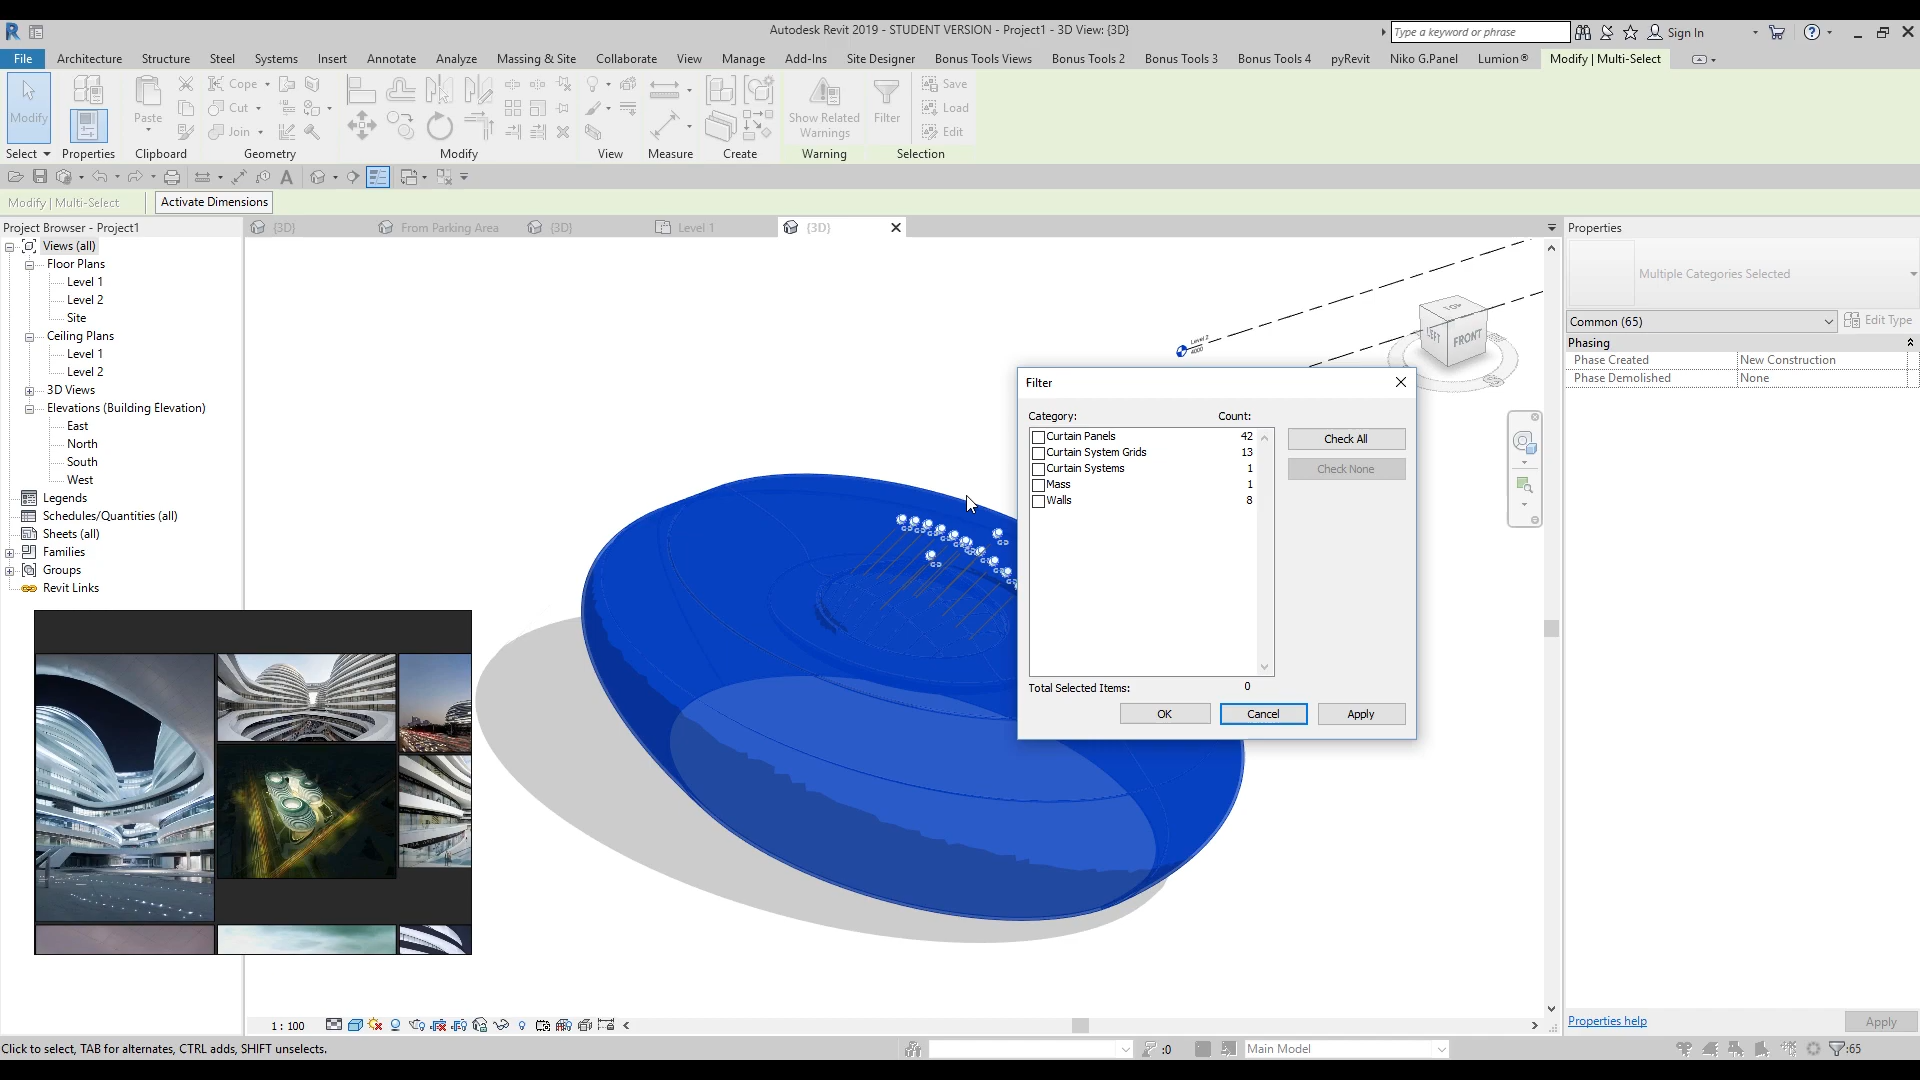 Autodesk Revit 2019 - STUDENT VERSION - Project1 - 3D View: {3D}
Type a keyword or phrase
Sign In
File Architecture Structure Steel Systems Insert Annotate Analyze Massing & Site Collaborate View Manage Add-Ins Site Designer Bonus Tools Views Bonus Tools 2 Bonus Tools 3 Bonus Tools 4 pyRevit Niko G.Panel Lumion® Modify | Multi-Select
Modify
Paste
Cope
Cut
Join
Show Related
Warnings
Filter
Save
Load
Edit
Select Properties Clipboard Geometry Modify View Measure Create Warning Selection
Modify | Multi-Select
Activate Dimensions
Project Browser - Project1
{3D}
From Parking Area
{3D}
Level 1
{3D}
Properties
Views (all)
Floor Plans
Level 1
Level 2
Site
Ceiling Plans
Level 1
Level 2
3D Views
Elevations (Building Elevation)
East
North
South
West
Legends
Schedules/Quantities (all)
Sheets (all)
Families
Groups
Revit Links
Level 2
4000
TOP
LEFT
FRONT
S
Filter
Category: Count:
Curtain Panels 42
Curtain System Grids 13
Curtain Systems 1
Mass 1
Walls 8
Check All
Check None
Total Selected Items: 0
OK
Cancel
Apply
Multiple Categories Selected
Common (65)
Edit Type
Phasing
Phase Created New Construction
Phase Demolished None
Properties help
Apply
1 : 100
Click to select, TAB for alternates, CTRL adds, SHIFT unselects.
:0
Main Model
:65